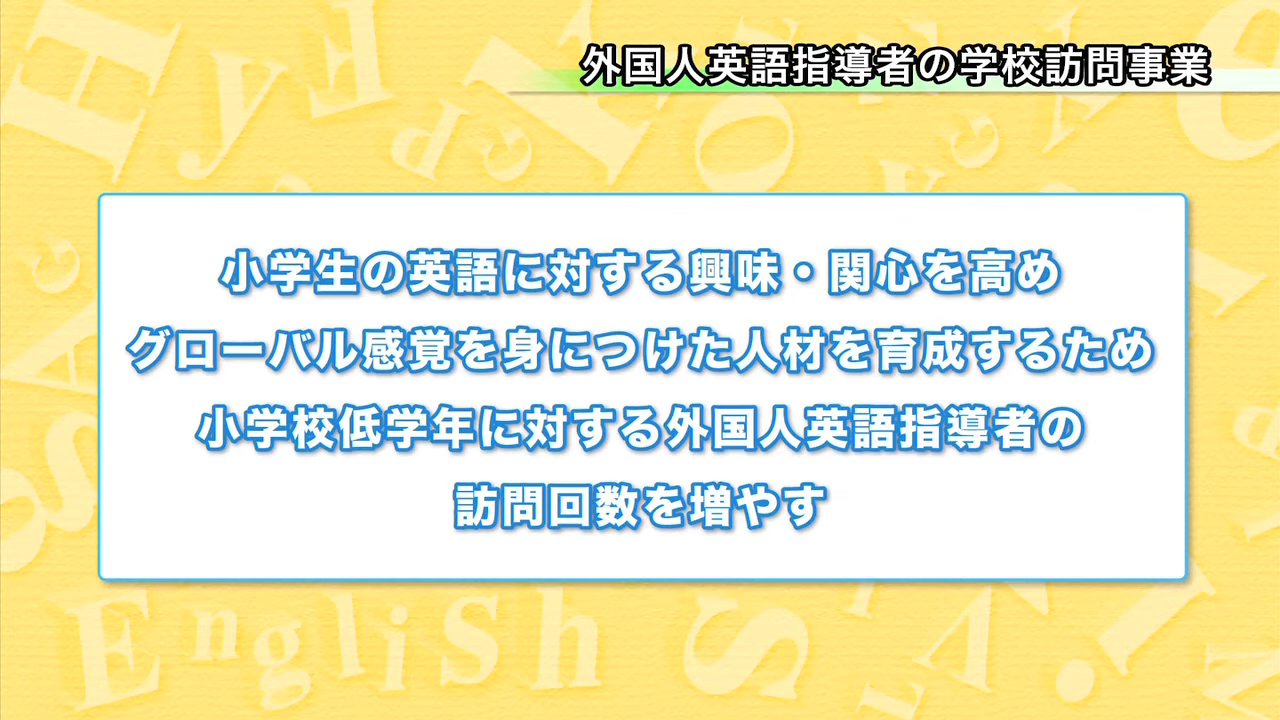 外国人英語指導者の学校訪問事業
小学生の英語に対する興味・関心を高め
グローバル感覚を身につけた人材を育成するため
小学校低学年に対する外国人英語指導者の
訪問回数を増やす
English